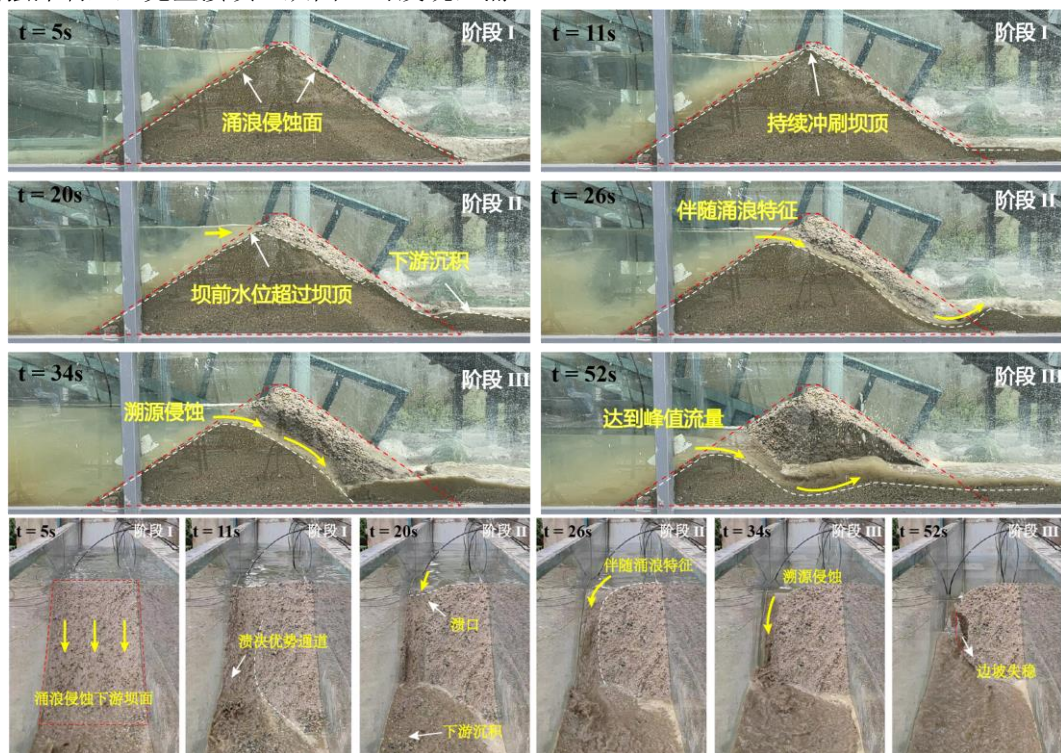 t = 5s
阶段 I
涌浪侵蚀面
t = 11s
阶段 I
持续冲刷坝顶
t = 20s
阶段 II
下游沉积
坝前水位超过坝顶
t = 26s
阶段 II
伴随涌浪特征
t = 34s
阶段 III
溯源侵蚀
t = 52s
阶段 III
达到峰值流量
t = 5s
阶段 I
涌浪侵蚀下游坝面
t = 11s
阶段 I
溃决优势通道
t = 20s
阶段 II
溃口
下游沉积
t = 26s
阶段 II
伴随涌浪特征
t = 34s
阶段 III
溯源侵蚀
t = 52s
阶段 III
边坡失稳